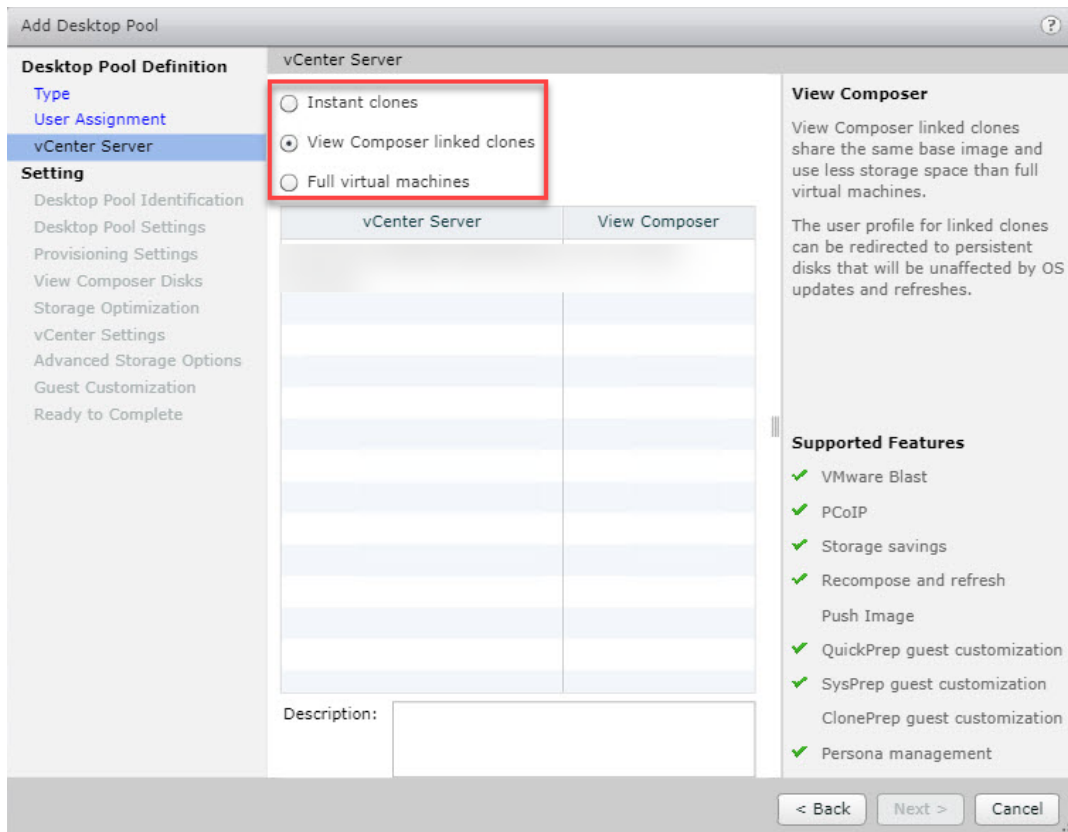 Add Desktop Pool
?
Desktop Pool Definition
Type
User Assignment
vCenter Server
Setting
Desktop Pool Identification
Desktop Pool Settings
Provisioning Settings
View Composer Disks
Storage Optimization
vCenter Settings
Advanced Storage Options
Guest Customization
Ready to Complete
vCenter Server
Instant clones
View Composer linked clones
Full virtual machines
vCenter Server View Composer
Description:
View Composer
View Composer linked clones
share the same base image and
use less storage space than full
virtual machines.
The user profile for linked clones
can be redirected to persistent
disks that will be unaffected by OS
updates and refreshes.
Supported Features
VMware Blast
PCoIP
Storage savings
Recompose and refresh
Push Image
QuickPrep guest customization
SysPrep guest customization
ClonePrep guest customization
Persona management
< Back Next > Cancel